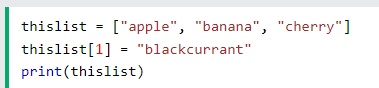 thislist = ["apple", "banana", "cherry"]
thislist[1] = "blackcurrant"
print(thislist)